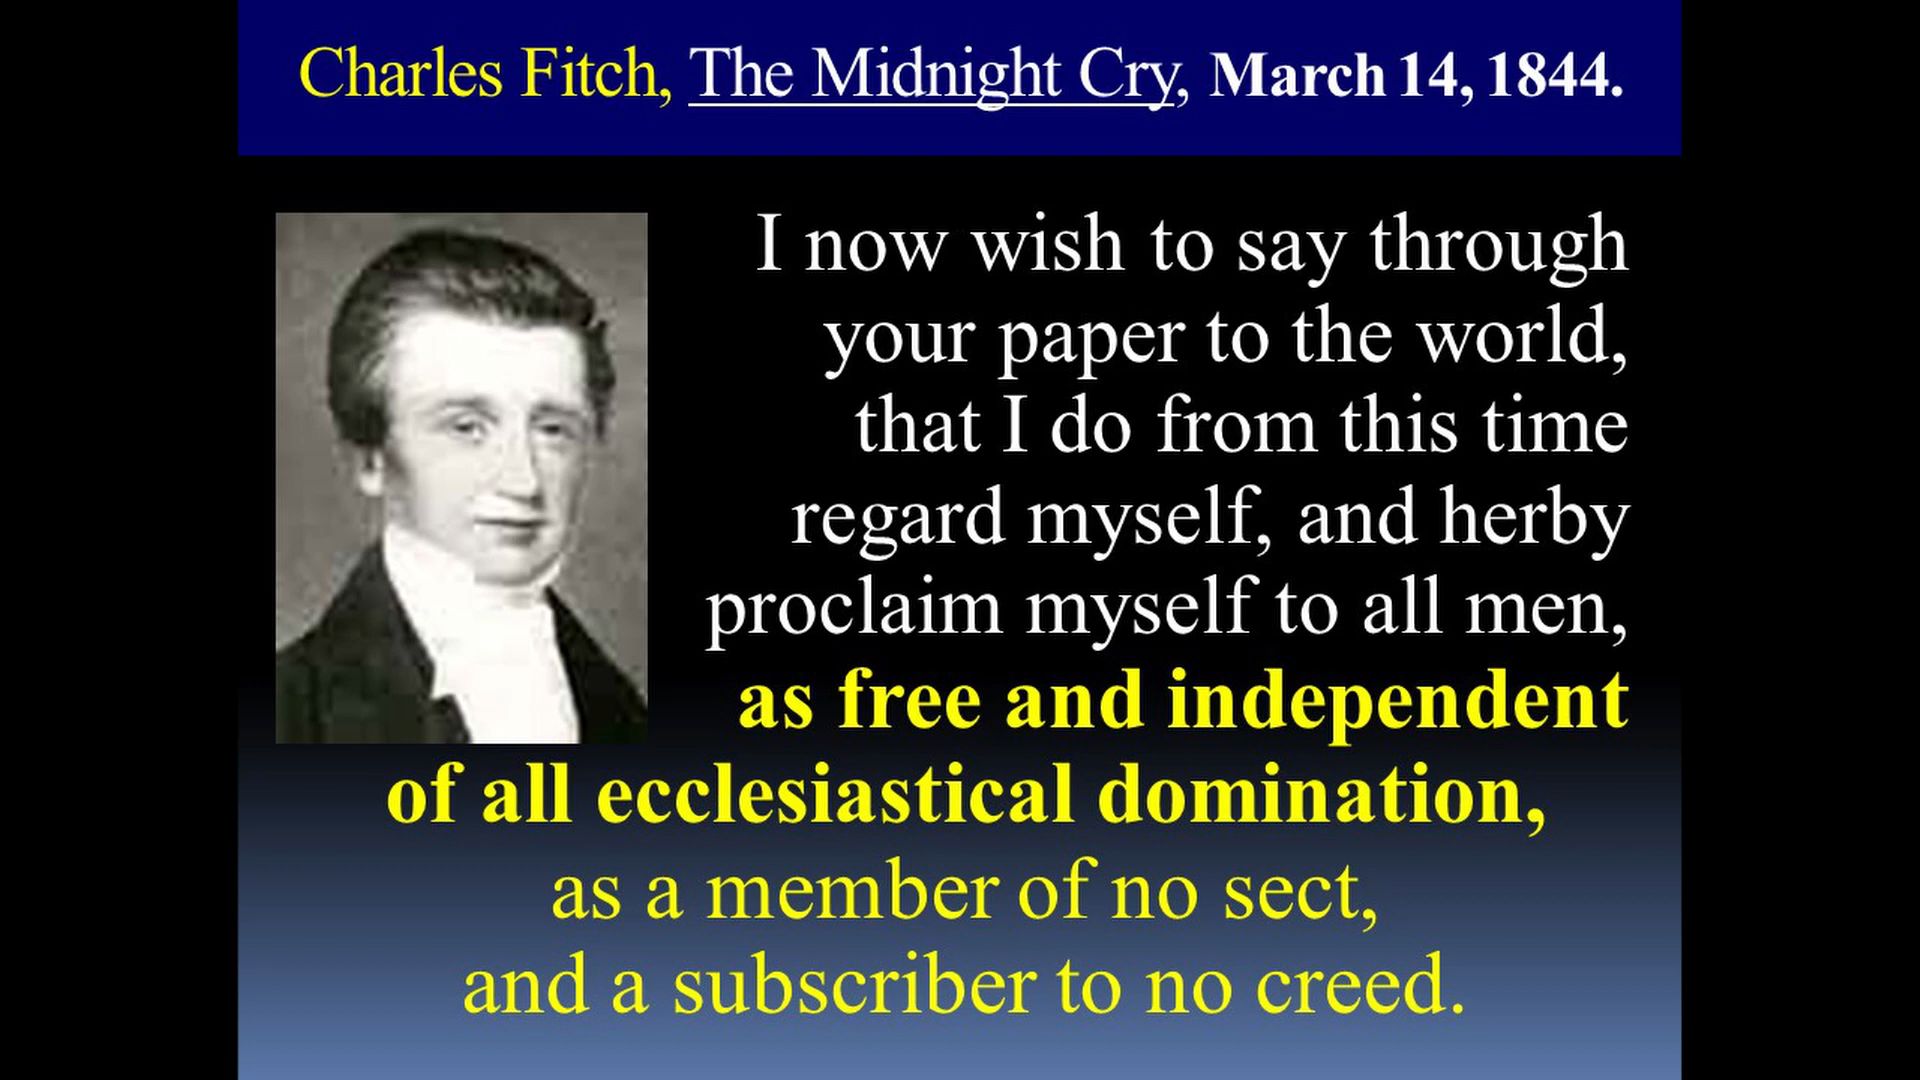 Charles Fitch, The Midnight Cry, March 14, 1844.
I now wish to say through
your paper to the world,
that I do from this time
regard myself, and herby
proclaim myself to all men,
as free and independent
of all ecclesiastical domination,
as a member of no sect,
and a subscriber to no creed.